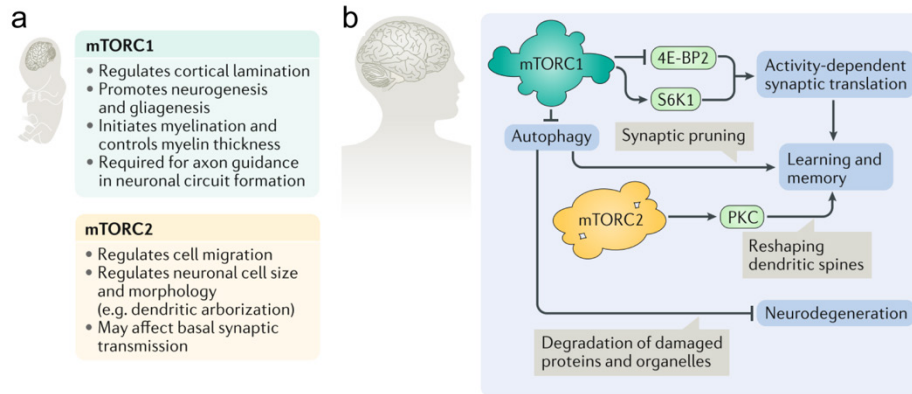 a
mTORC1
• Regulates cortical lamination
• Promotes neurogenesis
and gliagenesis
• Initiates myelination and
controls myelin thickness
• Required for axon guidance
in neuronal circuit formation
mTORC2
• Regulates cell migration
• Regulates neuronal cell size
and morphology
(e.g. dendritic arborization)
• May affect basal synaptic
transmission
b
mTORC1
4E-BP2
S6K1
Activity-dependent
synaptic translation
Autophagy
Synaptic pruning
Learning and
memory
mTORC2
PKC
Reshaping
dendritic spines
Neurodegeneration
Degradation of damaged
proteins and organelles